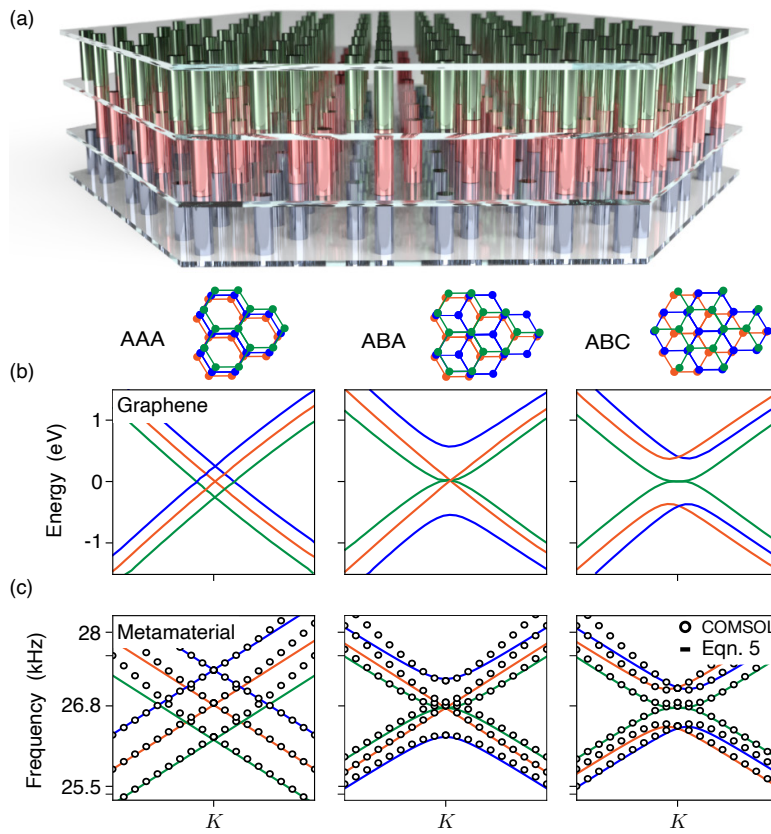 (a)
AAA
ABA
ABC
(b)
Graphene
Energy (eV)
1
0
-1
(c)
Metamaterial
COMSOL
Eqn. 5
Frequency (kHz)
28
26.8
25.5
K
K
K